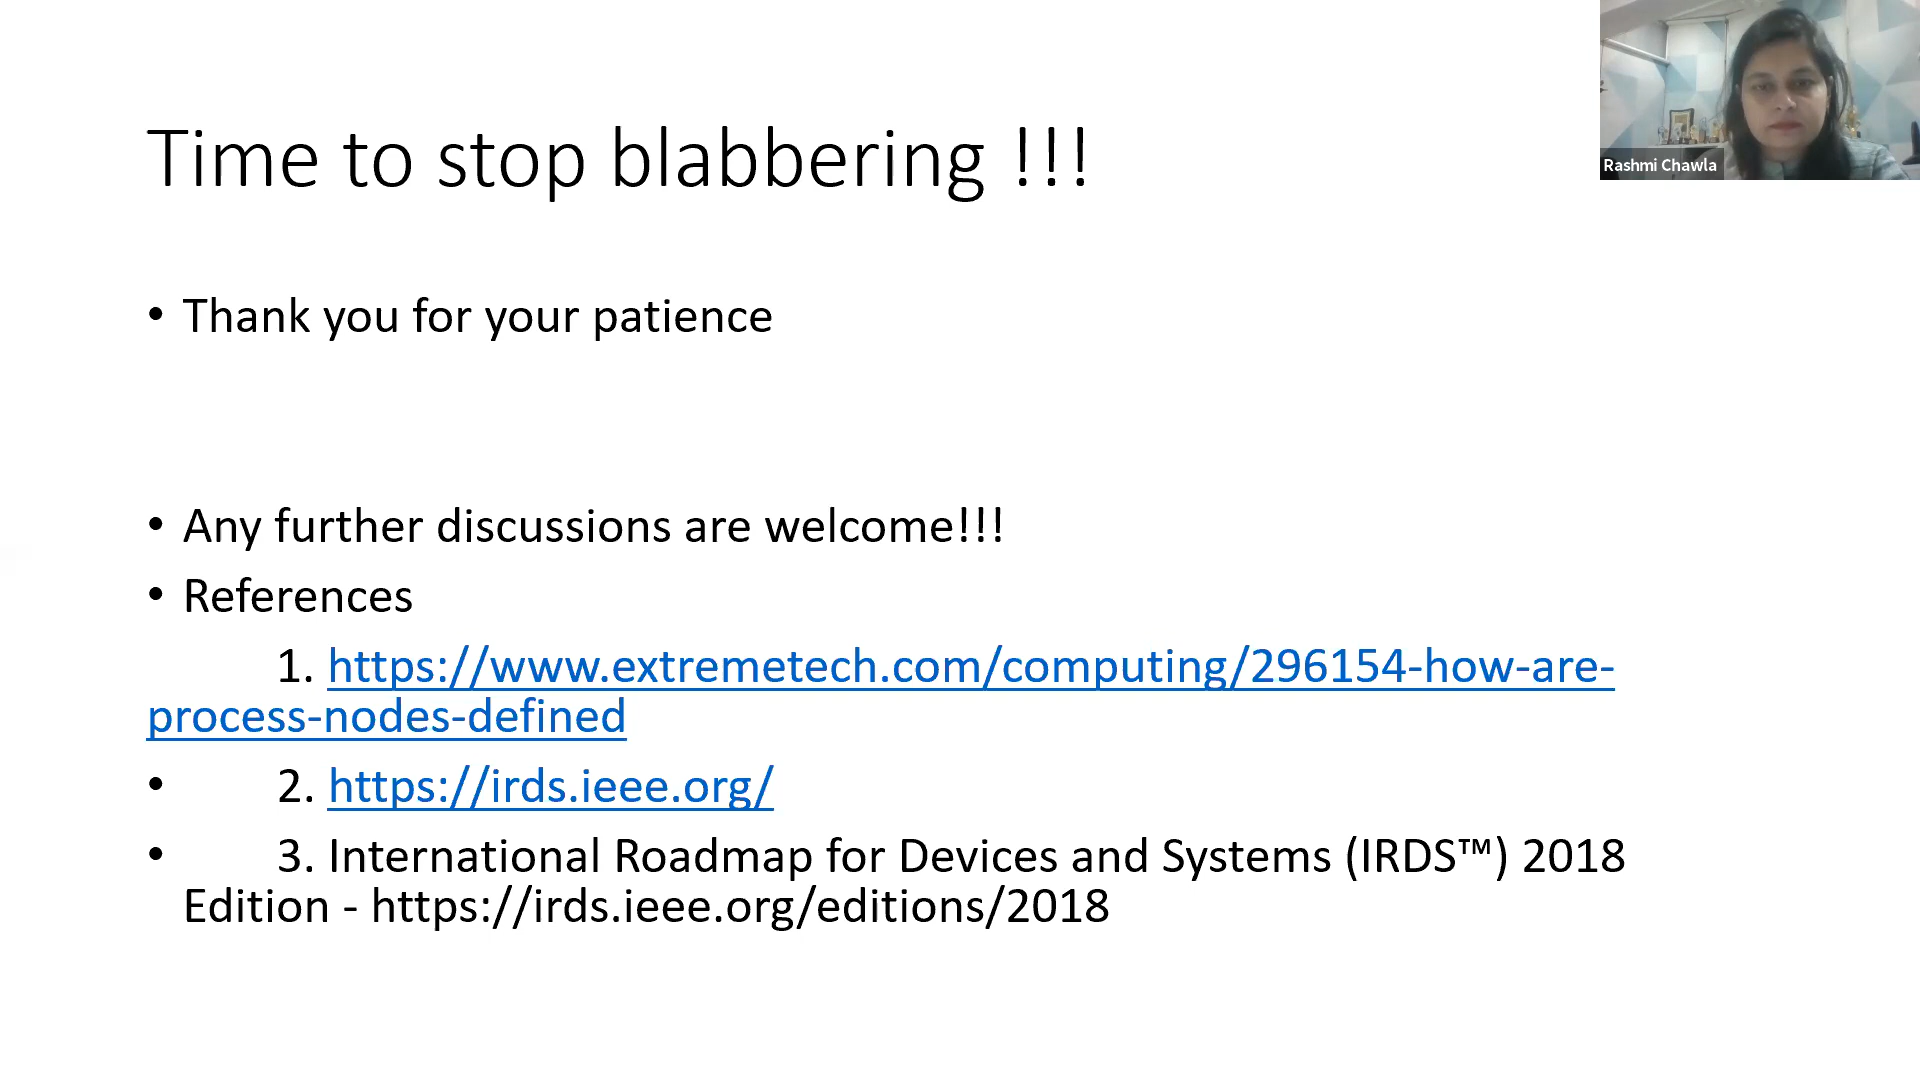 Time to stop blabbering !!!
Rashmi Chawla
• Thank you for your patience
• Any further discussions are welcome!!!
• References
1. https://www.extremetech.com/computing/296154-how-are-
process-nodes-defined
• 2. https://irds.ieee.org/
• 3. International Roadmap for Devices and Systems (IRDS™) 2018
Edition - https://irds.ieee.org/editions/2018